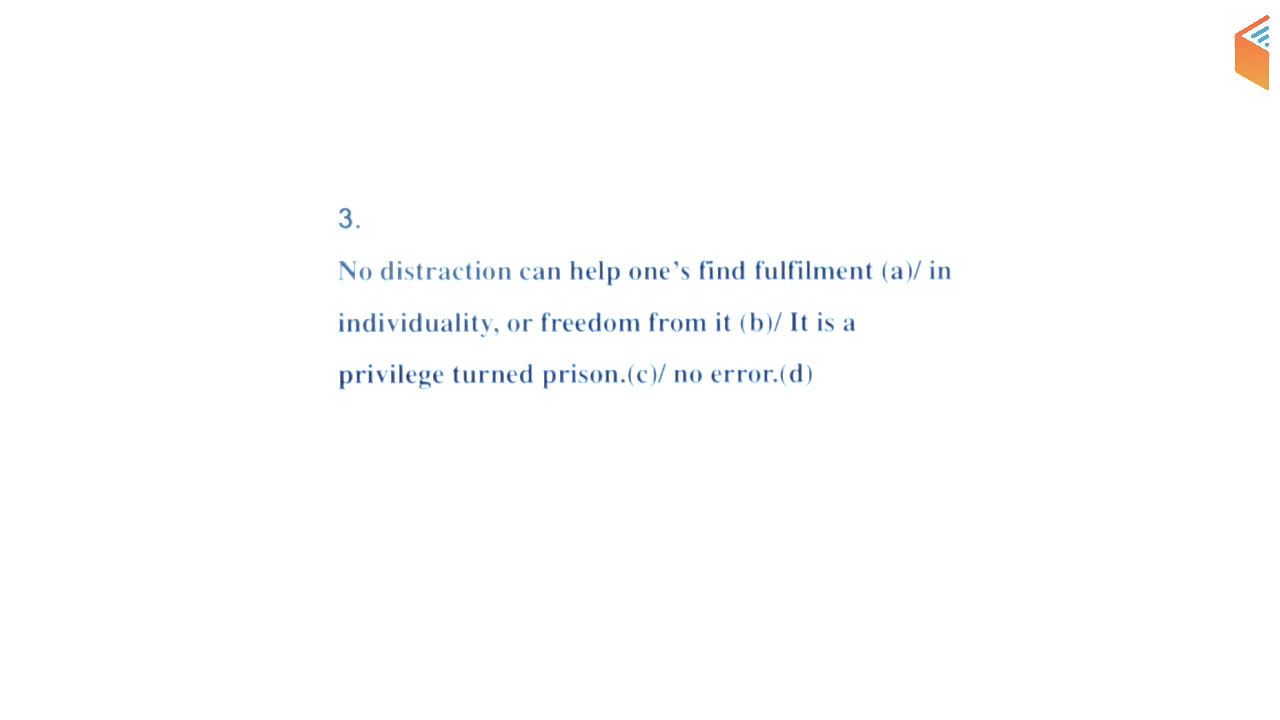 3.
No distraction can help one’s find fulfilment (a)/ in
individuality, or freedom from it (b)/ It is a
privilege turned prison.(c)/ no error.(d)